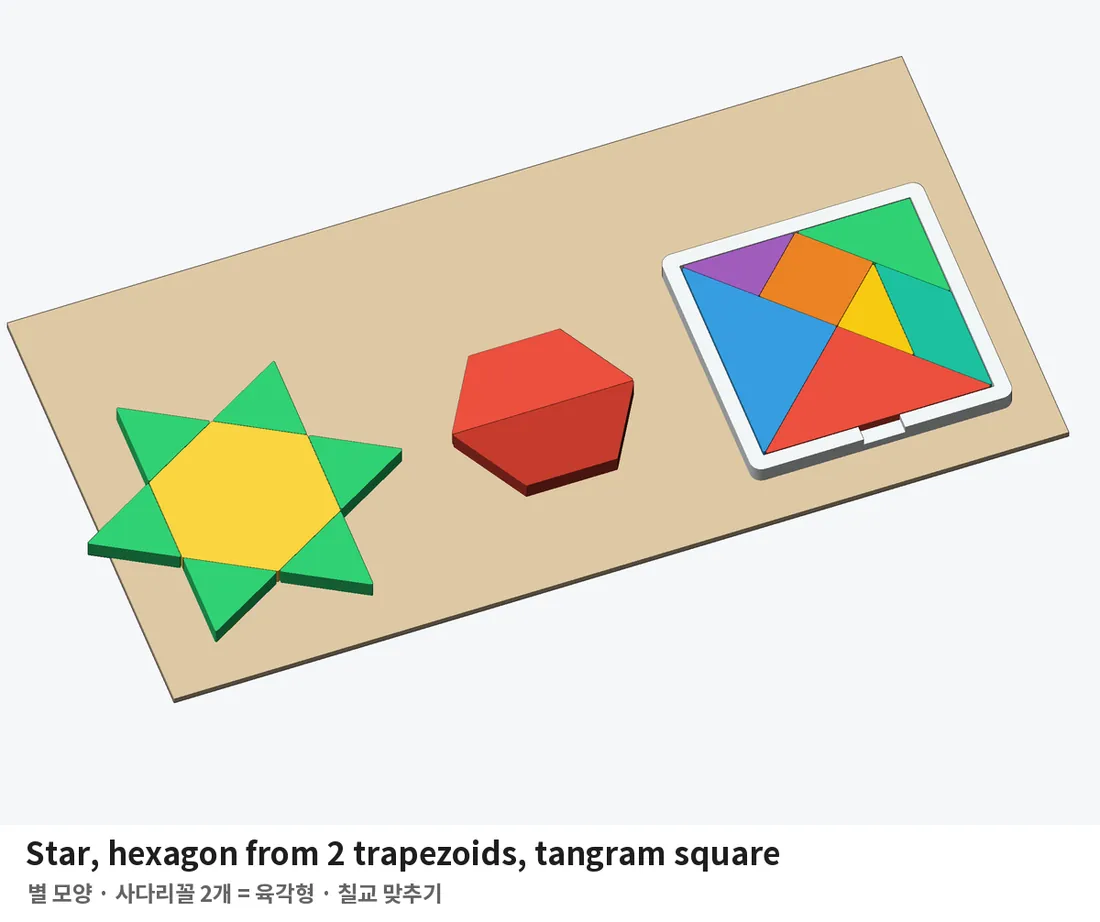 Star, hexagon from 2 trapezoids, tangram square
별 모양 · 사다리꼴 2개 = 육각형 · 칠교 맞추기